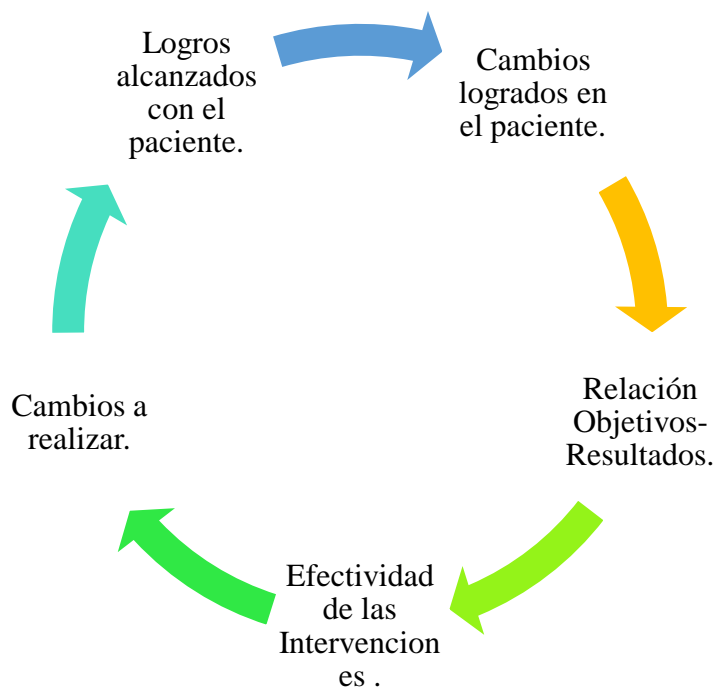 Logros
alcanzados
con el
paciente.
Cambios
logrados en
el paciente.
Relación
Objetivos-
Resultados.
Efectividad
de las
Intervencion
es .
Cambios a
realizar.